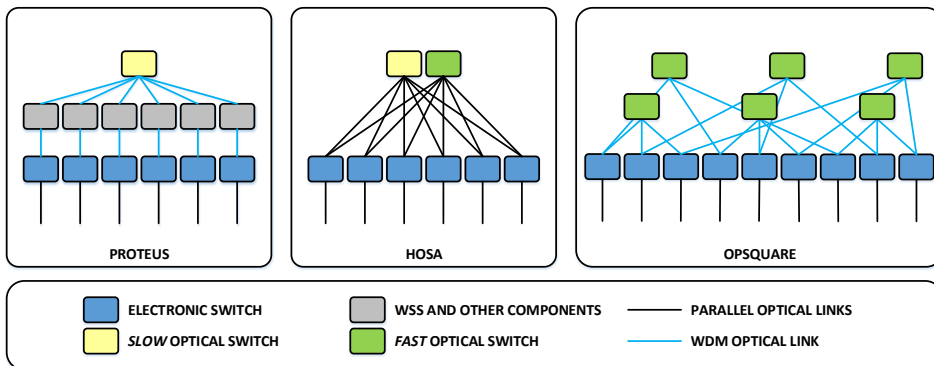 PROTEUS
HOSA
OPSQUARE
ELECTRONIC SWITCH
WSS AND OTHER COMPONENTS
PARALLEL OPTICAL LINKS
SLOW OPTICAL SWITCH
FAST OPTICAL SWITCH
WDM OPTICAL LINK